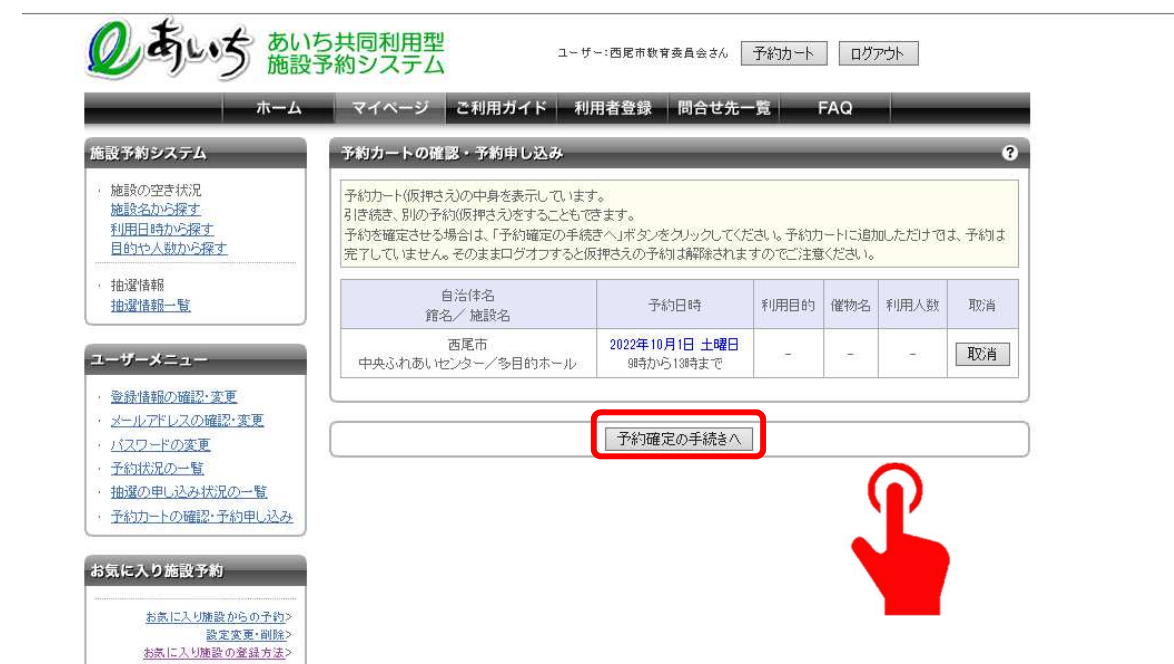 あいち
あいち共同利用型
施設予約システム
ユーザー:西尾市教育委員会さん 予約カート ログアウト
ホーム マイページ ご利用ガイド 利用者登録 問合せ先一覧 FAQ
施設予約システム
・ 施設の空き状況
施設名から探す
利用日時から探す
目的や人数から探す
・ 抽選情報
抽選情報一覧
ユーザーメニュー
・ 登録情報の確認・変更
・ メールアドレスの確認・変更
・ パスワードの変更
・ 予約状況の一覧
・ 抽選の申し込み状況の一覧
・ 予約カートの確認・予約申し込み
お気に入り施設予約
お気に入り施設からの予約>
設定変更・削除>
お気に入り施設の登録方法>
予約カートの確認・予約申し込み ?
予約カート(仮押さえ)の中身を表示しています。
引き続き、別の予約(仮押さえ)をすることもできます。
予約を確定させる場合は、「予約確定の手続きへ」ボタンをクリックしてください。予約カートに追加しただけでは、予約は
完了していません。そのままログオフすると仮押さえの予約は解除されますのでご注意ください。
自治体名
館名/ 施設名 予約日時 利用目的 催物名 利用人数 取消
西尾市
中央ふれあいセンター/多目的ホール 2022年10月1日 土曜日
9時から13時まで - - - 取消
予約確定の手続きへ